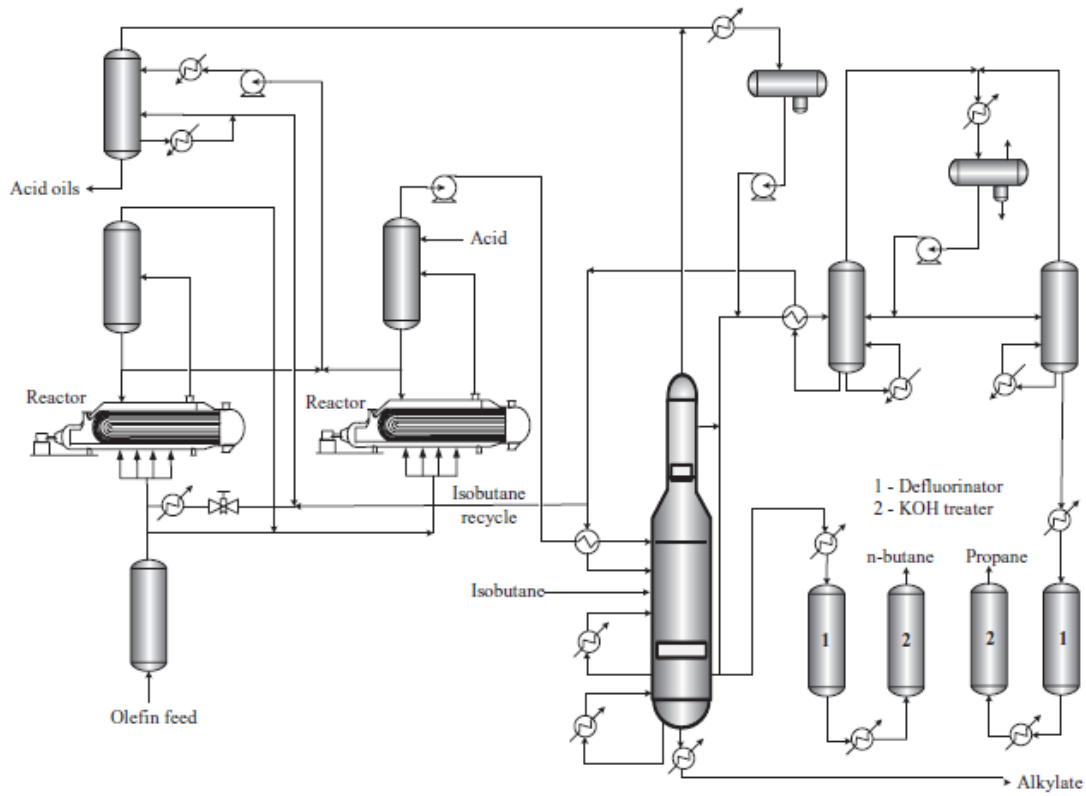 Acid oils
Acid
Reactor
Reactor
Isobutane
recycle
1 - Defluorinator
2 - KOH treater
n-butane
Propane
Isobutane
1
2
2
1
Olefin feed
Alkylate